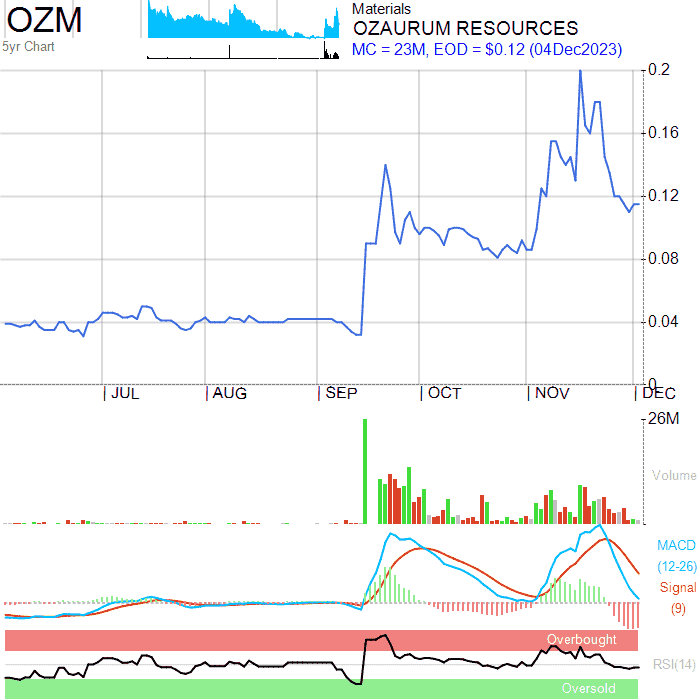 OZM
5yr Chart
Materials
OZAURUM RESOURCES
MC = 23M, EOD = $0.12 (04Dec2023)
0.2
0.16
0.12
0.08
0.04
0
JUL AUG SEP OCT NOV DEC
26M
Volume
MACD
(12-26)
Signal
(9)
Overbought
RSI(14)
Oversold